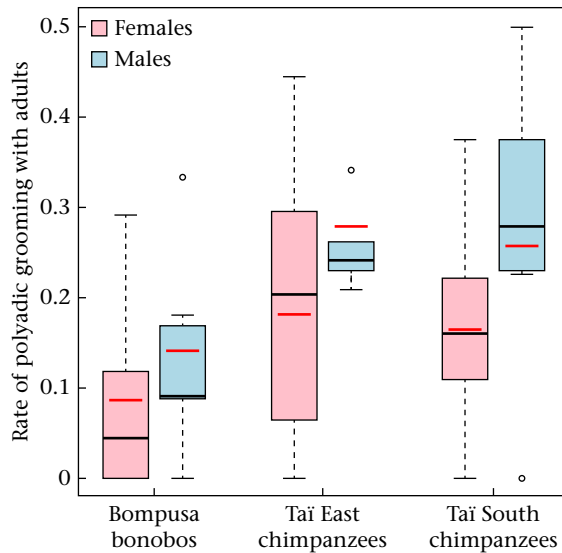 Rate of polyadic grooming with adults
0.5
0.4
0.3
0.2
0.1
0
Females
Males
Bompusa
bonobos
Taï East
chimpanzees
Taï South
chimpanzees